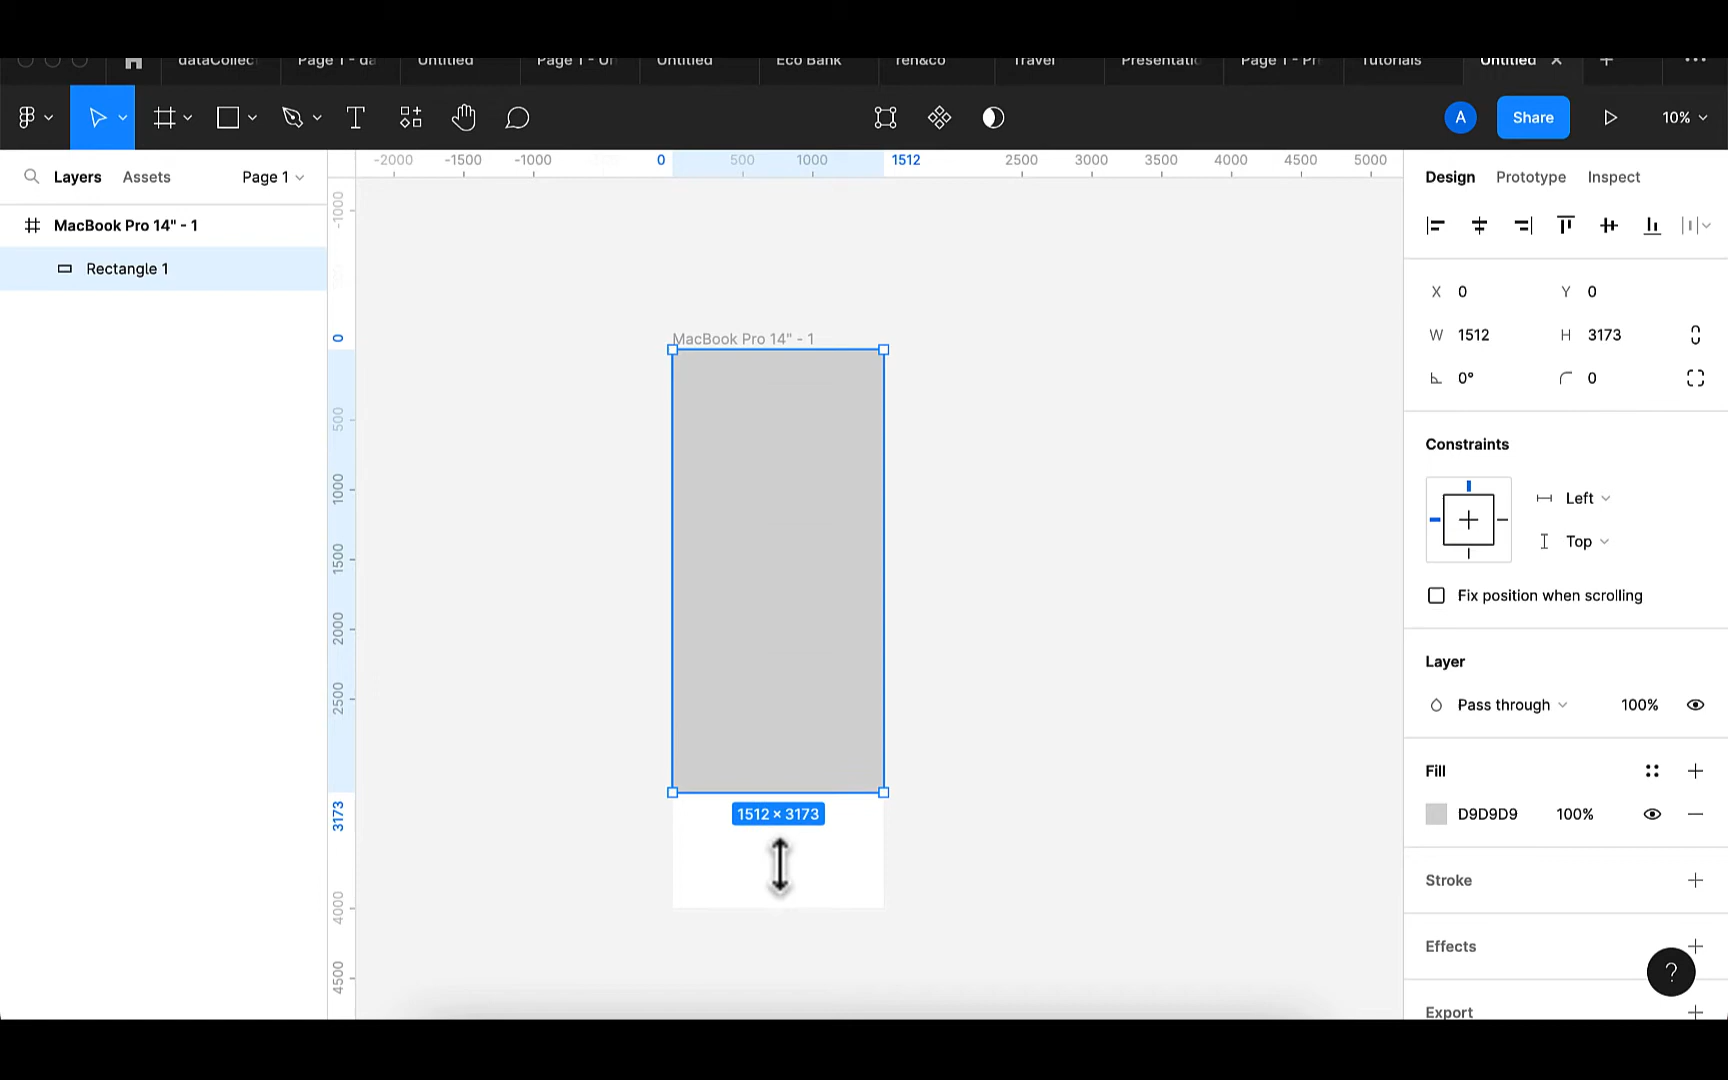 dataCollec
Page 1 - da
Untitled
Page 1 - Un
Untitled
Eco Bank
ren&co
Travel
Presentatic
Page 1 - Pre
Tutorials
Untitled
A
Share
10%
Layers
Assets
Page 1
MacBook Pro 14" - 1
Rectangle 1
-2000
-1500
-1000
0
500
1000
1512
2500
3000
3500
4000
4500
5000
-1000
0
500
1000
1500
2000
2500
3173
4000
4500
MacBook Pro 14" - 1
1512 × 3173
Design
Prototype
Inspect
X 0
Y 0
W 1512
H 3173
0°
0
Constraints
Left
Top
Fix position when scrolling
Layer
Pass through
100%
Fill
D9D9D9
100%
Stroke
Effects
?
Export